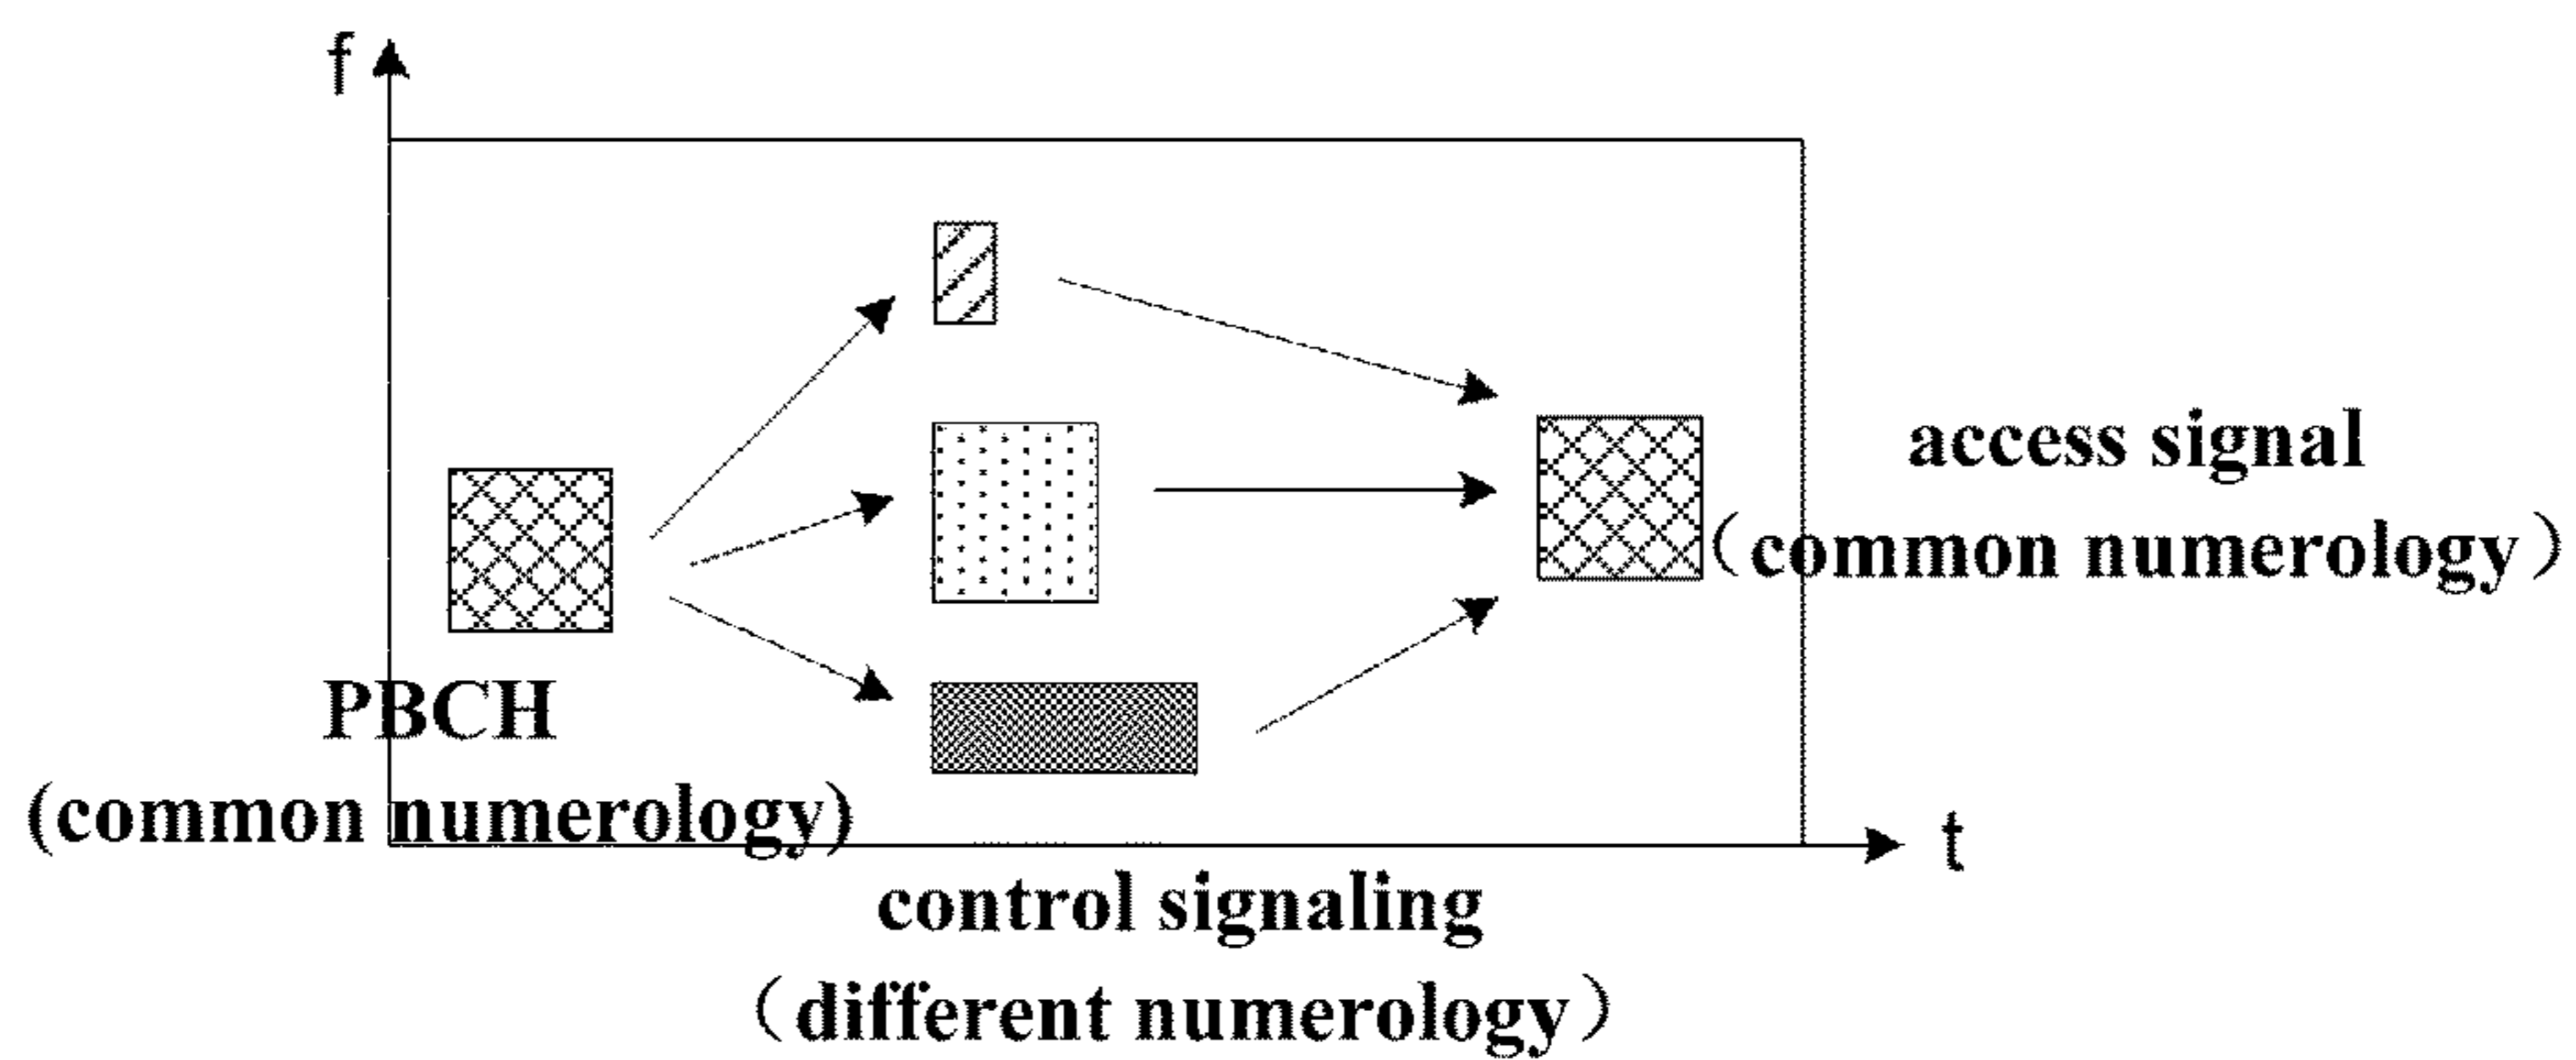 f
access signal
（common numerology）
PBCH
(common numerology)
t
control signaling
（different numerology）